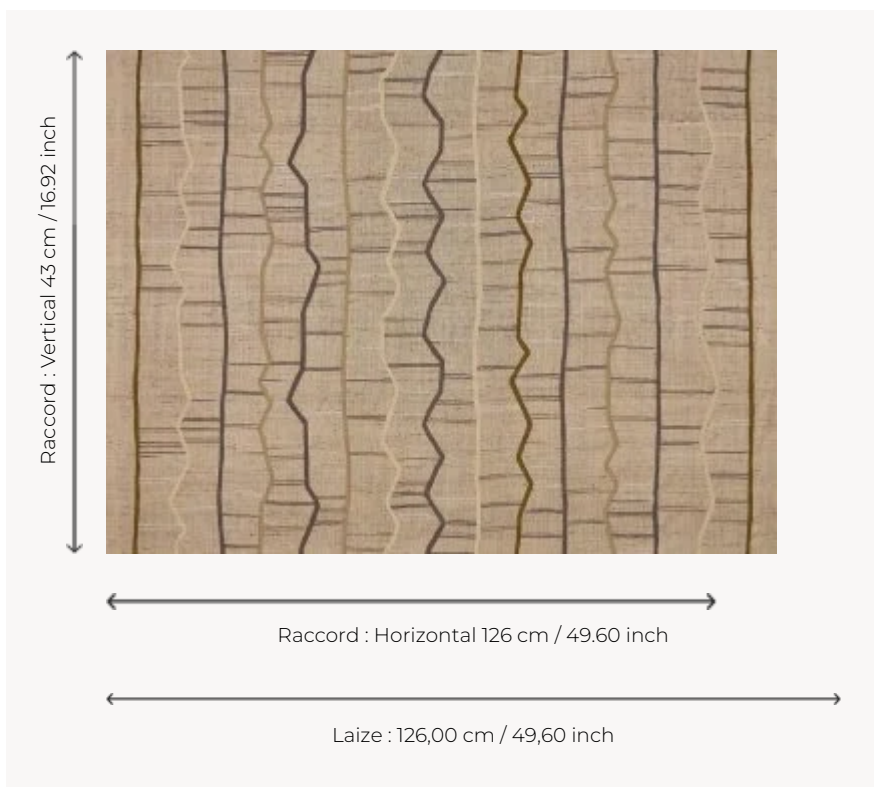 Raccord : Vertical 43 cm / 16.92 inch
Raccord : Horizontal 126 cm / 49.60 inch
Laize : 126,00 cm / 49,60 inch